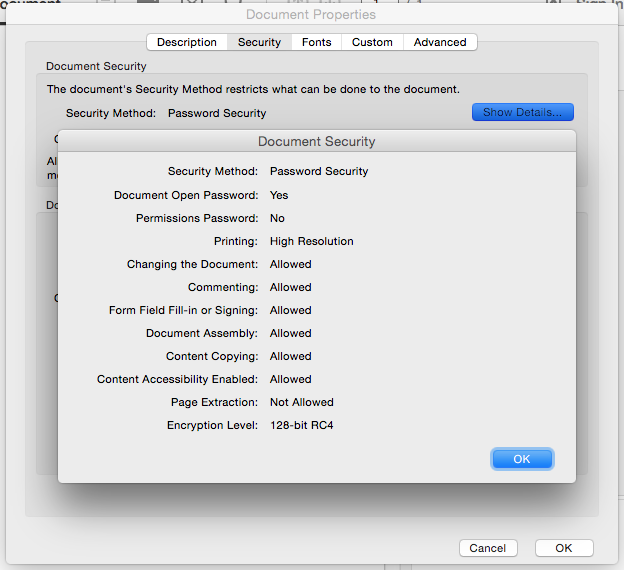 Document Properties
Description Security Fonts Custom Advanced
Document Security
The document's Security Method restricts what can be done to the document.
Security Method: Password Security
Show Details...
Document Security
Security Method: Password Security
Document Open Password: Yes
Permissions Password: No
Printing: High Resolution
Changing the Document: Allowed
Commenting: Allowed
Form Field Fill-in or Signing: Allowed
Document Assembly: Allowed
Content Copying: Allowed
Content Accessibility Enabled: Allowed
Page Extraction: Not Allowed
Encryption Level: 128-bit RC4
OK
Cancel OK